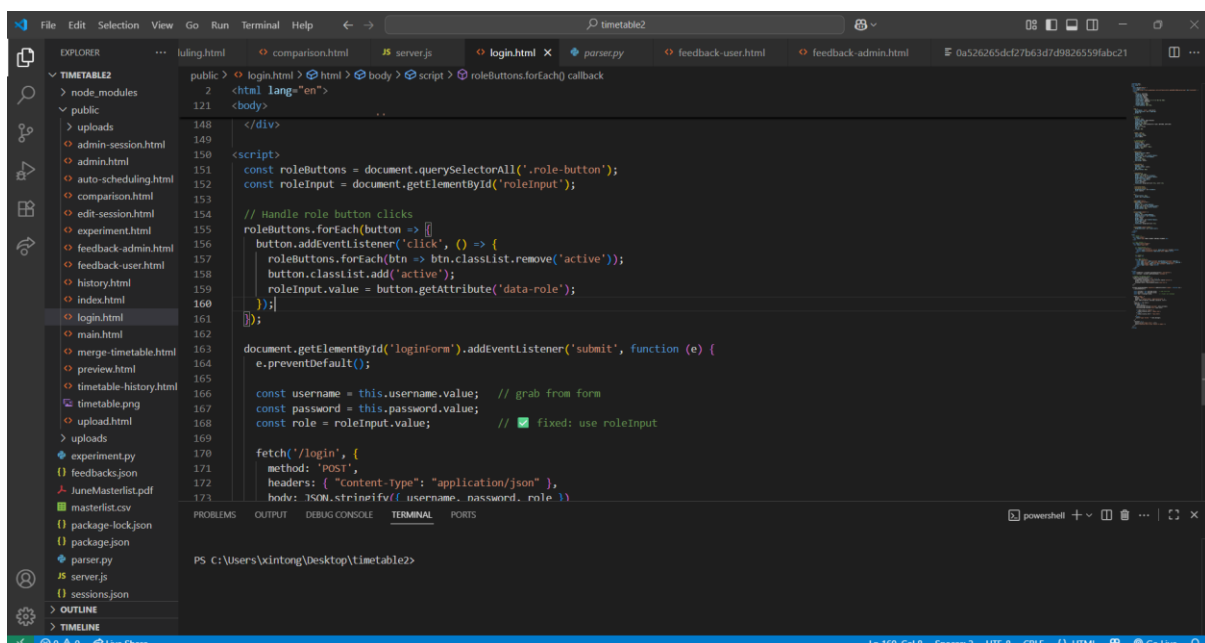 File Edit Selection View Go Run Terminal Help
timetable2
EXPLORER
TIMETABLE2
node_modules
public
uploads
admin-session.html
admin.html
auto-scheduling.html
comparison.html
edit-session.html
experiment.html
feedback-admin.html
feedback-user.html
history.html
index.html
login.html
main.html
merge-timetable.html
preview.html
timetable-history.html
timetable.png
upload.html
uploads
experiment.py
feedbacks.json
JuneMasterlist.pdf
masterlist.csv
package-lock.json
package.json
parser.py
server.js
sessions.json
OUTLINE
TIMELINE
luling.html comparison.html JS server.js login.html parser.py feedback-user.html feedback-admin.html 0a526265dcf27b63d7d9826559fabc21
public > login.html > html > body > script > roleButtons.forEach() callback
2 <html lang="en">
121 <body>
148 </div>
149
150 <script>
151 const roleButtons = document.querySelectorAll('.role-button');
152 const roleInput = document.getElementById('roleInput');
153
154 // Handle role button clicks
155 roleButtons.forEach(button => {
156 button.addEventListener('click', () => {
157 roleButtons.forEach(btn => btn.classList.remove('active'));
158 button.classList.add('active');
159 roleInput.value = button.getAttribute('data-role');
160 });
161 });
162
163 document.getElementById('loginForm').addEventListener('submit', function (e) {
164 e.preventDefault();
165
166 const username = this.username.value; // grab from form
167 const password = this.password.value;
168 const role = roleInput.value; // ✅ fixed: use roleInput
169
170 fetch('/login', {
171 method: 'POST',
172 headers: { "Content-Type": "application/json" },
173 body: JSON.stringify({ username, password, role })
PROBLEMS OUTPUT DEBUG CONSOLE TERMINAL PORTS
powershell
PS C:\Users\xintong\Desktop\timetable2>